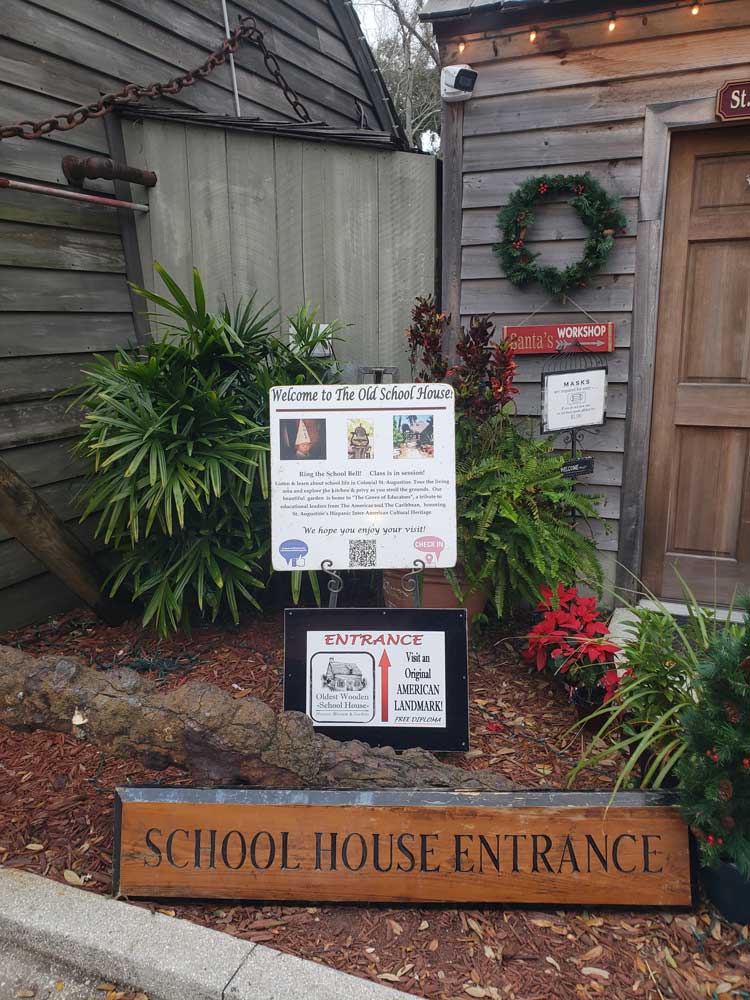 St.
Santa's WORKSHOP
MASKS
WELCOME
Welcome to The Old School House!
Ring the School Bell! Class is in session!
Listen & learn about school life in Colonial St. Augustine. Tour the living
area and explore the kitchen & privy as you stroll the grounds. Our
beautiful garden is home to "The Grove of Educators", a tribute to
educational leaders from The Americas and The Caribbean, honoring
St. Augustine's Hispanic Inter-American Cultural Heritage.
We hope you enjoy your visit!
CHECK IN
ENTRANCE
Visit an
Original
AMERICAN
LANDMARK!
FREE DIPLOMA
Oldest Wooden
-School House-
SCHOOL HOUSE ENTRANCE